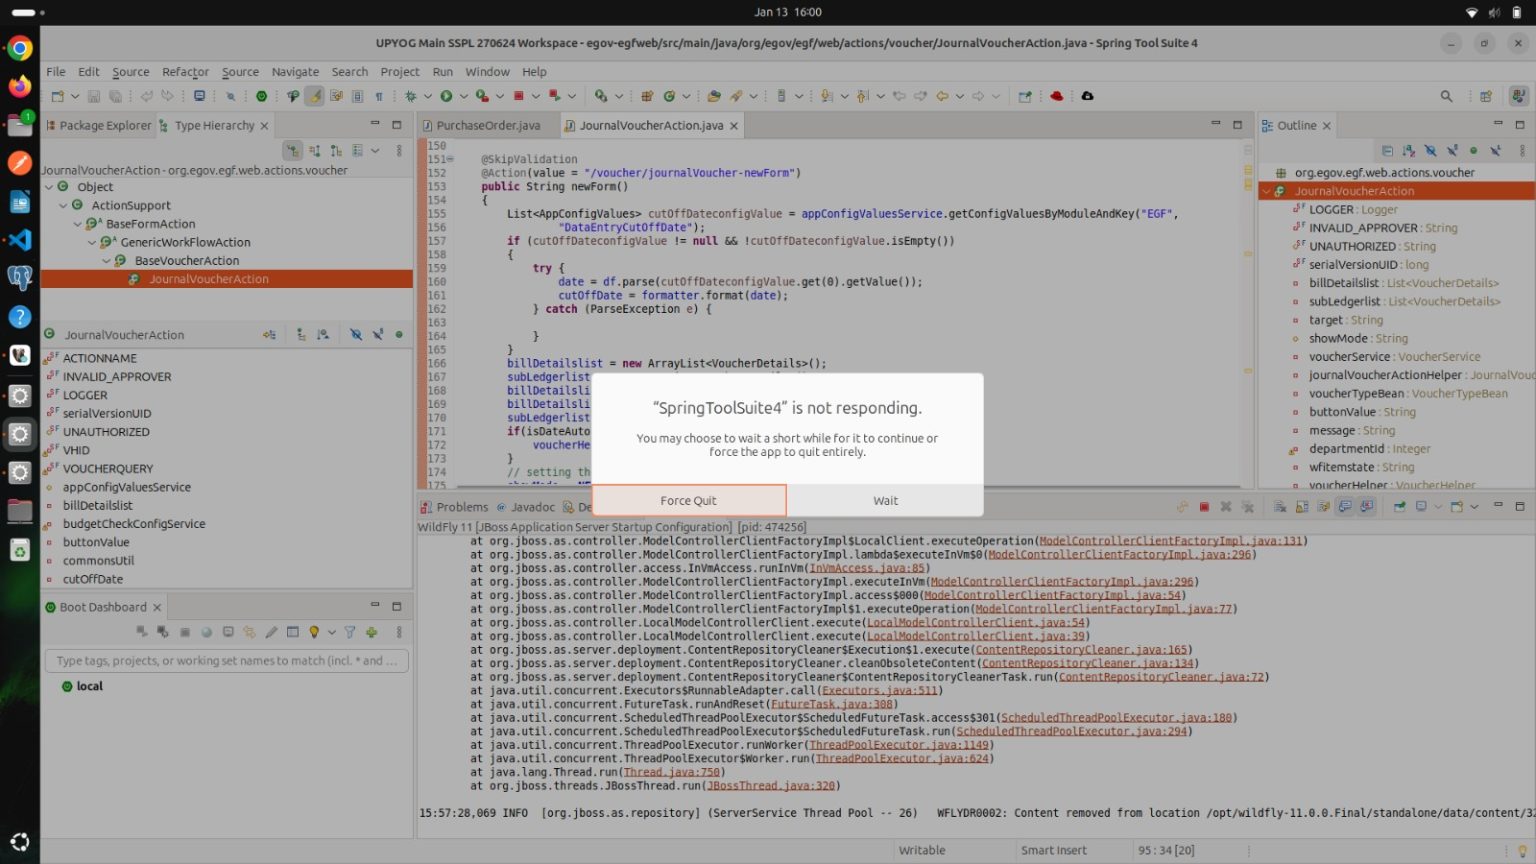 Jan 13 16:00
UPYOG Main SSPL 270624 Workspace - egov-egfweb/src/main/java/org/egov/egf/web/actions/voucher/JournalVoucherAction.java - Spring Tool Suite 4
File Edit Source Refactor Source Navigate Search Project Run Window Help
Package Explorer Type Hierarchy
JournalVoucherAction - org.egov.egf.web.actions.voucher
Object
ActionSupport
BaseFormAction
GenericWorkFlowAction
BaseVoucherAction
JournalVoucherAction
JournalVoucherAction
ACTIONNAME
INVALID_APPROVER
LOGGER
serialVersionUID
UNAUTHORIZED
VHID
VOUCHERQUERY
appConfigValuesService
billDetailslist
budgetCheckConfigService
buttonValue
commonsUtil
cutOffDate
Boot Dashboard
Type tags, projects, or working set names to match (incl. * and ...
local
PurchaseOrder.java JournalVoucherAction.java
150
151 @SkipValidation
152 @Action(value = "/voucher/journalVoucher-newForm")
153 public String newForm()
154 {
155 List<AppConfigValues> cutOffDateconfigValue = appConfigValuesService.getConfigValuesByModuleAndKey("EGF",
156 "DataEntryCutOffDate");
157 if (cutOffDateconfigValue != null && !cutOffDateconfigValue.isEmpty())
158 {
159 try {
160 date = df.parse(cutOffDateconfigValue.get(0).getValue());
161 cutOffDate = formatter.format(date);
162 } catch (ParseException e) {
163
164 }
165 }
166 billDetailslist = new ArrayList<VoucherDetails>();
167 subLedgerlist
168 billDetailsli
169 billDetailsli
170 subLedgerlist
171 if(isDateAuto
172 voucherHe
173 }
174 // setting th
175
“SpringToolSuite4” is not responding.
You may choose to wait a short while for it to continue or
force the app to quit entirely.
Force Quit Wait
Outline
org.egov.egf.web.actions.voucher
JournalVoucherAction
LOGGER : Logger
INVALID_APPROVER : String
UNAUTHORIZED : String
serialVersionUID : long
billDetailslist : List<VoucherDetails>
subLedgerlist : List<VoucherDetails>
target : String
showMode : String
voucherService : VoucherService
journalVoucherActionHelper : JournalVou
voucherTypeBean : VoucherTypeBean
buttonValue : String
message : String
departmentId : Integer
wfitemstate : String
voucherHelper : VoucherHelper
Problems Javadoc De
WildFly 11 [JBoss Application Server Startup Configuration] [pid: 474256]
at org.jboss.as.controller.ModelControllerClientFactoryImpl$LocalClient.executeOperation(ModelControllerClientFactoryImpl.java:131)
at org.jboss.as.controller.ModelControllerClientFactoryImpl.lambda$executeInVm$0(ModelControllerClientFactoryImpl.java:296)
at org.jboss.as.controller.access.InVmAccess.runInVm(InVmAccess.java:85)
at org.jboss.as.controller.ModelControllerClientFactoryImpl.executeInVm(ModelControllerClientFactoryImpl.java:296)
at org.jboss.as.controller.ModelControllerClientFactoryImpl.access$000(ModelControllerClientFactoryImpl.java:54)
at org.jboss.as.controller.ModelControllerClientFactoryImpl$1.executeOperation(ModelControllerClientFactoryImpl.java:77)
at org.jboss.as.controller.LocalModelControllerClient.execute(LocalModelControllerClient.java:54)
at org.jboss.as.controller.LocalModelControllerClient.execute(LocalModelControllerClient.java:39)
at org.jboss.as.server.deployment.ContentRepositoryCleaner$Execution$1.execute(ContentRepositoryCleaner.java:165)
at org.jboss.as.server.deployment.ContentRepositoryCleaner.cleanObsoleteContent(ContentRepositoryCleaner.java:134)
at org.jboss.as.server.deployment.ContentRepositoryCleaner$ContentRepositoryCleanerTask.run(ContentRepositoryCleaner.java:72)
at java.util.concurrent.Executors$RunnableAdapter.call(Executors.java:511)
at java.util.concurrent.FutureTask.runAndReset(FutureTask.java:308)
at java.util.concurrent.ScheduledThreadPoolExecutor$ScheduledFutureTask.access$301(ScheduledThreadPoolExecutor.java:180)
at java.util.concurrent.ScheduledThreadPoolExecutor$ScheduledFutureTask.run(ScheduledThreadPoolExecutor.java:294)
at java.util.concurrent.ThreadPoolExecutor.runWorker(ThreadPoolExecutor.java:1149)
at java.util.concurrent.ThreadPoolExecutor$Worker.run(ThreadPoolExecutor.java:624)
at java.lang.Thread.run(Thread.java:750)
at org.jboss.threads.JBossThread.run(JBossThread.java:320)
15:57:28,069 INFO [org.jboss.as.repository] (ServerService Thread Pool -- 26) WFLYDR0002: Content removed from location /opt/wildfly-11.0.0.Final/standalone/data/content/32
Writable Smart Insert 95 : 34 [20]